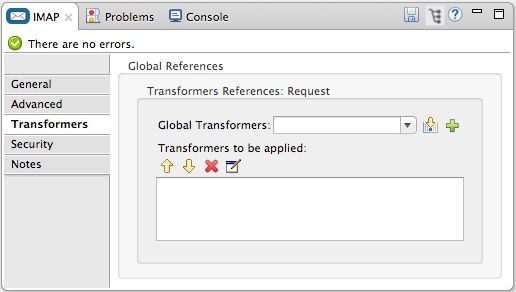 IMAP Problems Console
There are no errors.
Global References
General
Advanced
Transformers
Security
Notes
Transformers References: Request
Global Transformers:
Transformers to be applied: